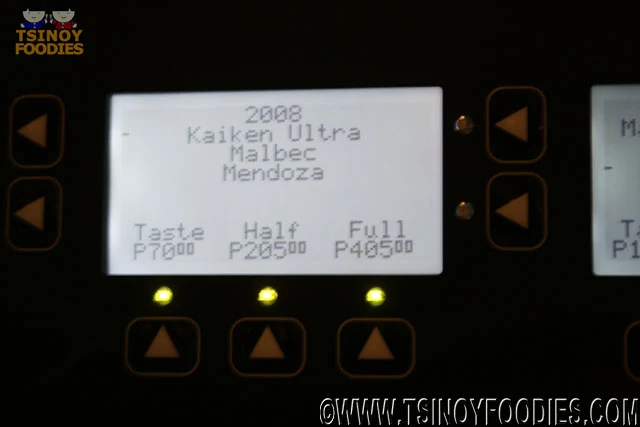 TSINOY
FOODIES
2008
Kaiken Ultra
Malbec
Mendoza
Taste Half Full
P7000 P20500 P40500
©WWW.TSINOYFOODIES.COM